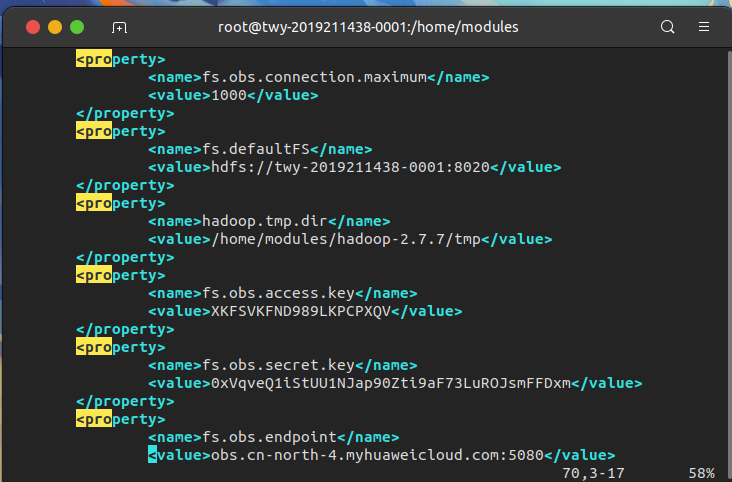 root@twy-2019211438-0001:/home/modules
<property>
<name>fs.obs.connection.maximum</name>
<value>1000</value>
</property>
<property>
<name>fs.defaultFS</name>
<value>hdfs://twy-2019211438-0001:8020</value>
</property>
<property>
<name>hadoop.tmp.dir</name>
<value>/home/modules/hadoop-2.7.7/tmp</value>
</property>
<property>
<name>fs.obs.access.key</name>
<value>XKFSVKFND989LKPCPXQV</value>
</property>
<property>
<name>fs.obs.secret.key</name>
<value>0xVqveQ1iStUU1NJap90Zti9aF73LuROJsmFFDxm</value>
</property>
<property>
<name>fs.obs.endpoint</name>
<value>obs.cn-north-4.myhuaweicloud.com:5080</value>
70,3-17 58%